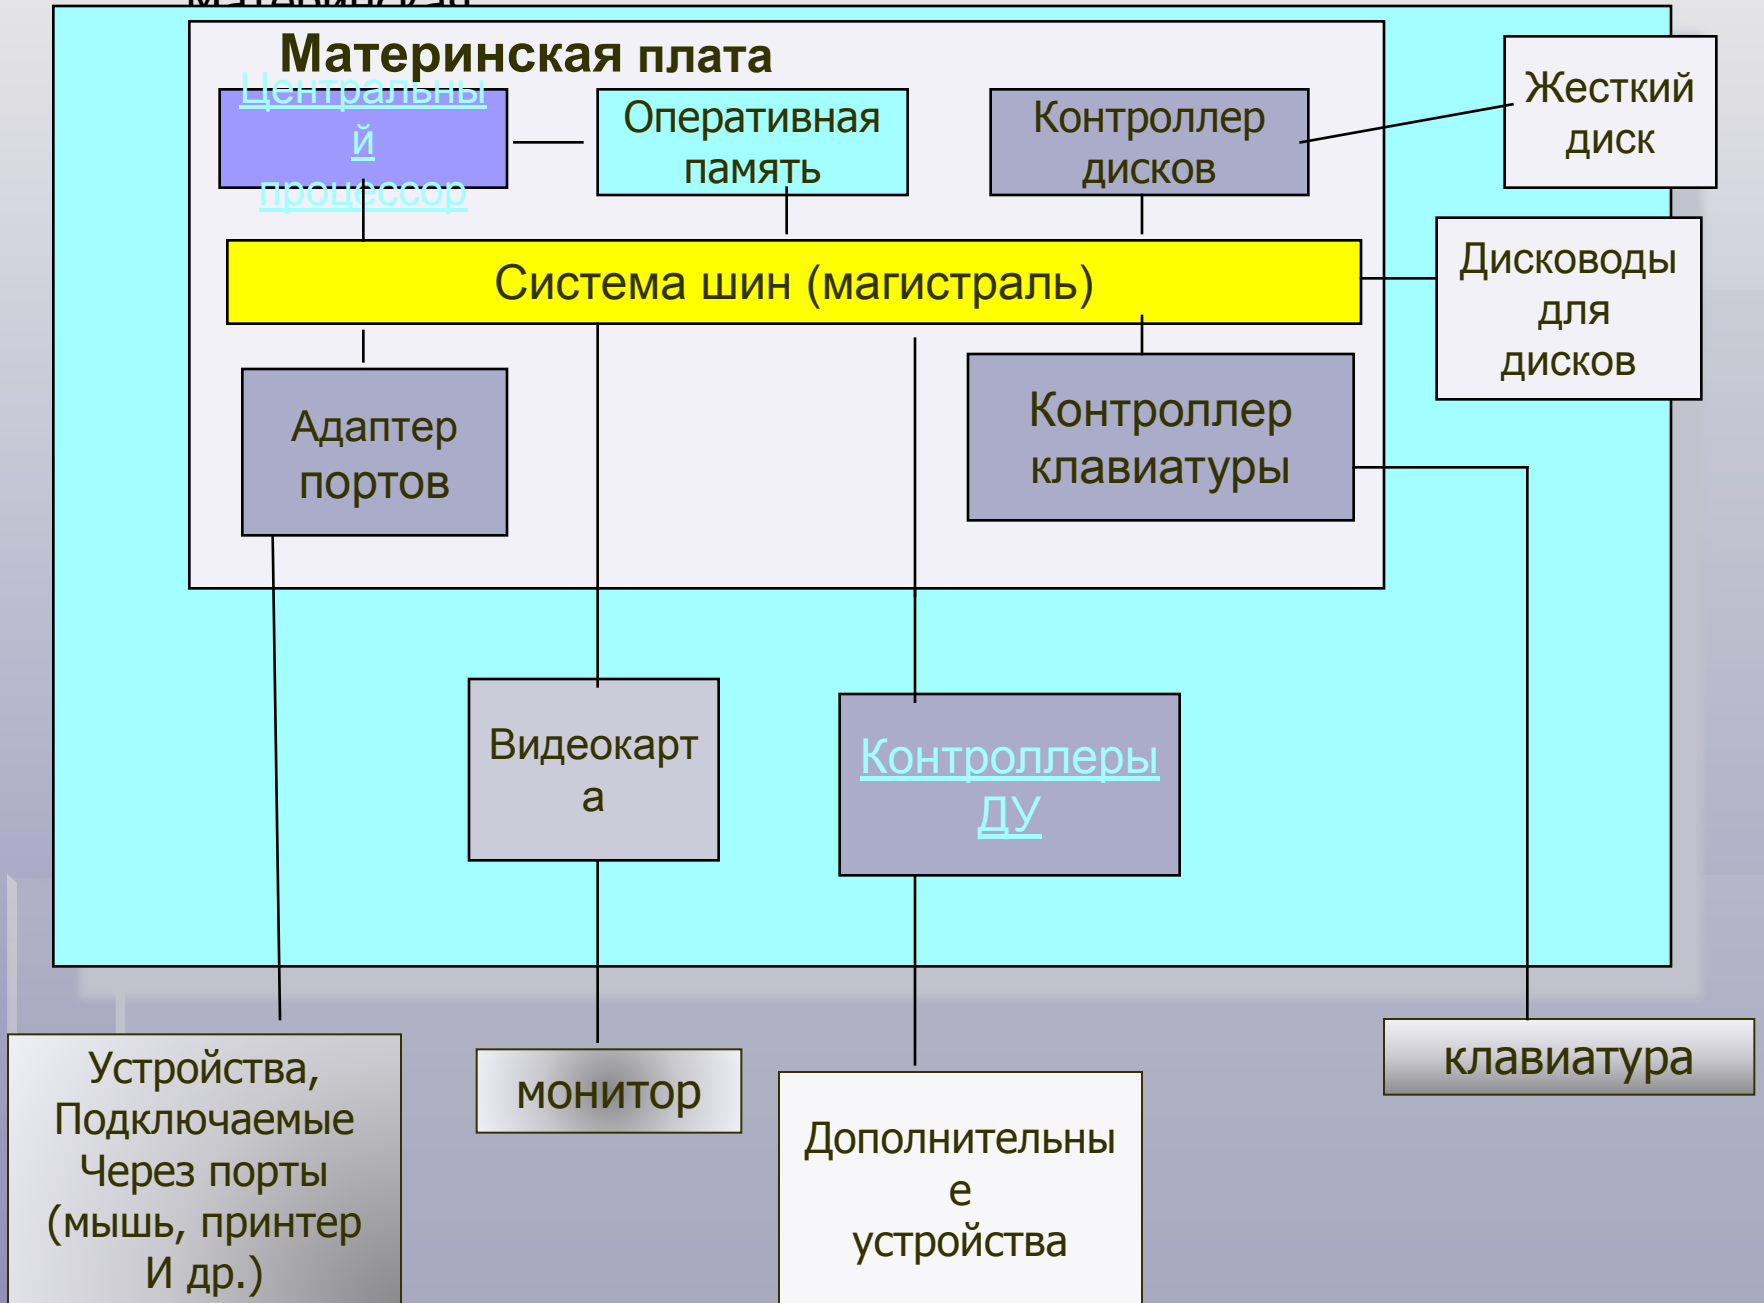 Материнская
Материнская плата
Центральны
й
процессор
Оперативная
память
Контроллер
дисков
Жесткий
диск
Система шин (магистраль)
Дисководы
для
дисков
Адаптер
портов
Контроллер
клавиатуры
Видеокарт
а
Контроллеры
ДУ
Устройства,
Подключаемые
Через порты
(мышь, принтер
И др.)
монитор
Дополнительны
е
устройства
клавиатура